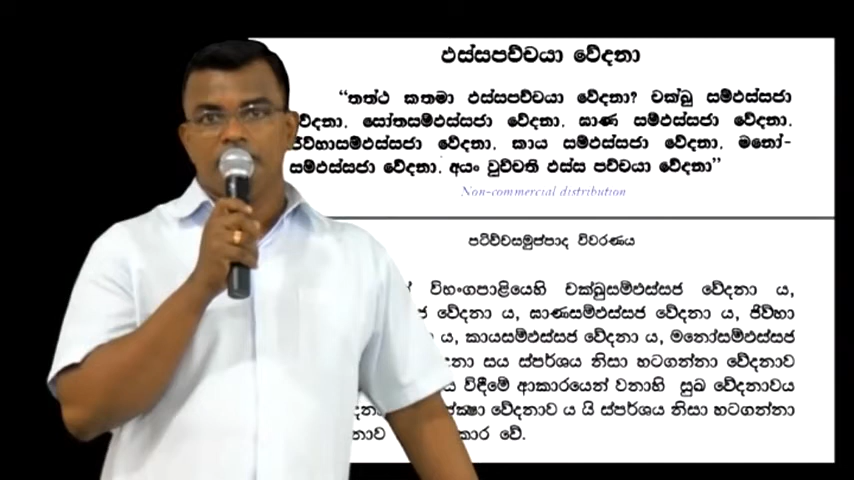 ඵස්සපච්චයා වේදනා
“තත්ථ කතමා ඵස්සපච්චයා වේදනා? චක්ඛු සම්ඵස්සජා
වේදනා, සෝතසම්ඵස්සජා වේදනා, ඝාණ සම්ඵස්සජා වේදනා,
ජිව්හාසම්ඵස්සජා වේදනා, කාය සම්ඵස්සජා වේදනා, මනෝ-
සම්ඵස්සජා වේදනා, අයං වුච්චති ඵස්ස පච්චයා වේදනා”
Non-commercial distribution
පටිච්චසමුප්පාද විවරණය
විභංගපාළියෙහි චක්ඛුසම්ඵස්සජ වේදනා ය,
වේදනා ය, ඝාණසම්ඵස්සජ වේදනා ය, ජිව්හා
ය, කායසම්ඵස්සජ වේදනා ය, මනෝසම්ඵස්සජ
සය ස්පර්ශය නිසා හටගන්නා වේදනාව
විඳීමේ ආකාරයෙන් වනාහි සුඛ වේදනාවය
වේදනාව ය යි ස්පර්ශය නිසා හටගන්නා
වේ.